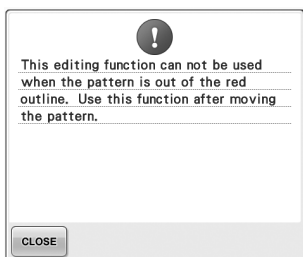 This editing function can not be used
when the pattern is out of the red
outline. Use this function after moving
the pattern.
CLOSE